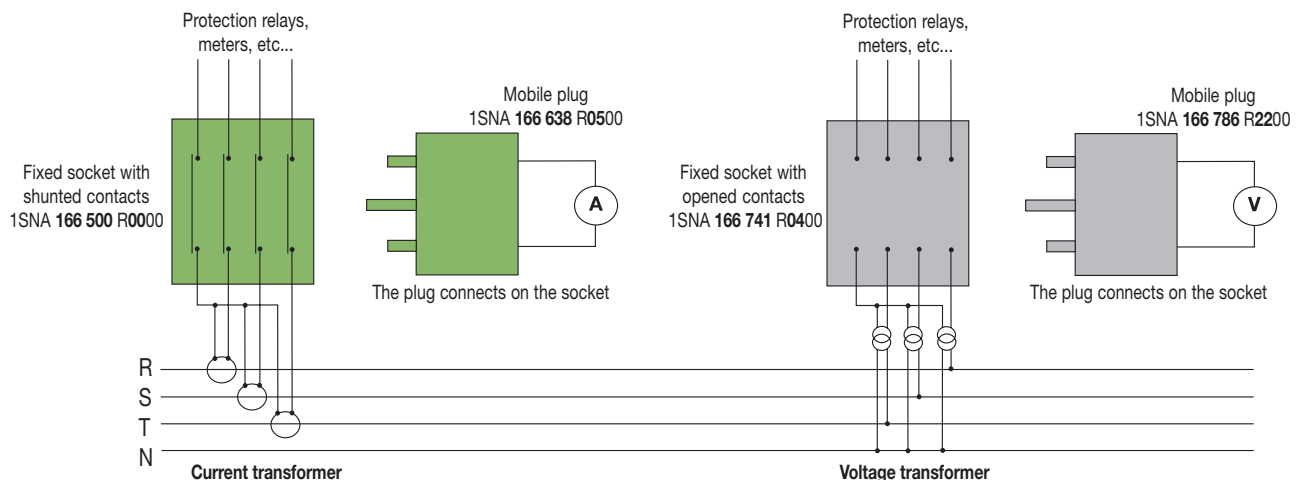 Protection relays,
meters, etc...
Mobile plug
1SNA 166 638 R0500
Fixed socket with
shunted contacts
1SNA 166 500 R0000
A
The plug connects on the socket
Protection relays,
meters, etc...
Mobile plug
1SNA 166 786 R2200
Fixed socket with
opened contacts
1SNA 166 741 R0400
V
The plug connects on the socket
R
S
T
N
Current transformer
Voltage transformer